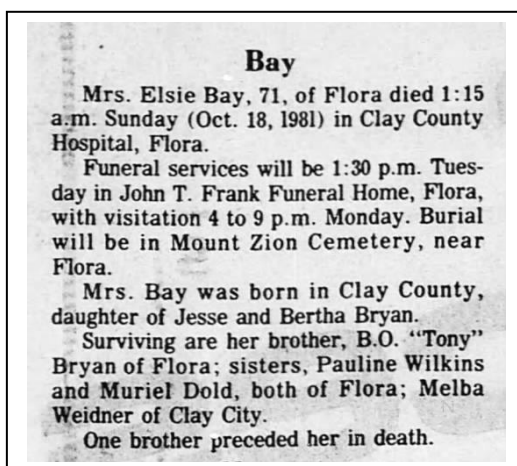 Bay
Mrs. Elsie Bay, 71, of Flora died 1:15
a.m. Sunday (Oct. 18, 1981) in Clay County
Hospital, Flora.
Funeral services will be 1:30 p.m. Tues-
day in John T. Frank Funeral Home, Flora,
with visitation 4 to 9 p.m. Monday. Burial
will be in Mount Zion Cemetery, near
Flora.
Mrs. Bay was born in Clay County,
daughter of Jesse and Bertha Bryan.
Surviving are her brother, B.O. "Tony"
Bryan of Flora; sisters, Pauline Wilkins
and Muriel Dold, both of Flora; Melba
Weidner of Clay City.
One brother preceded her in death.